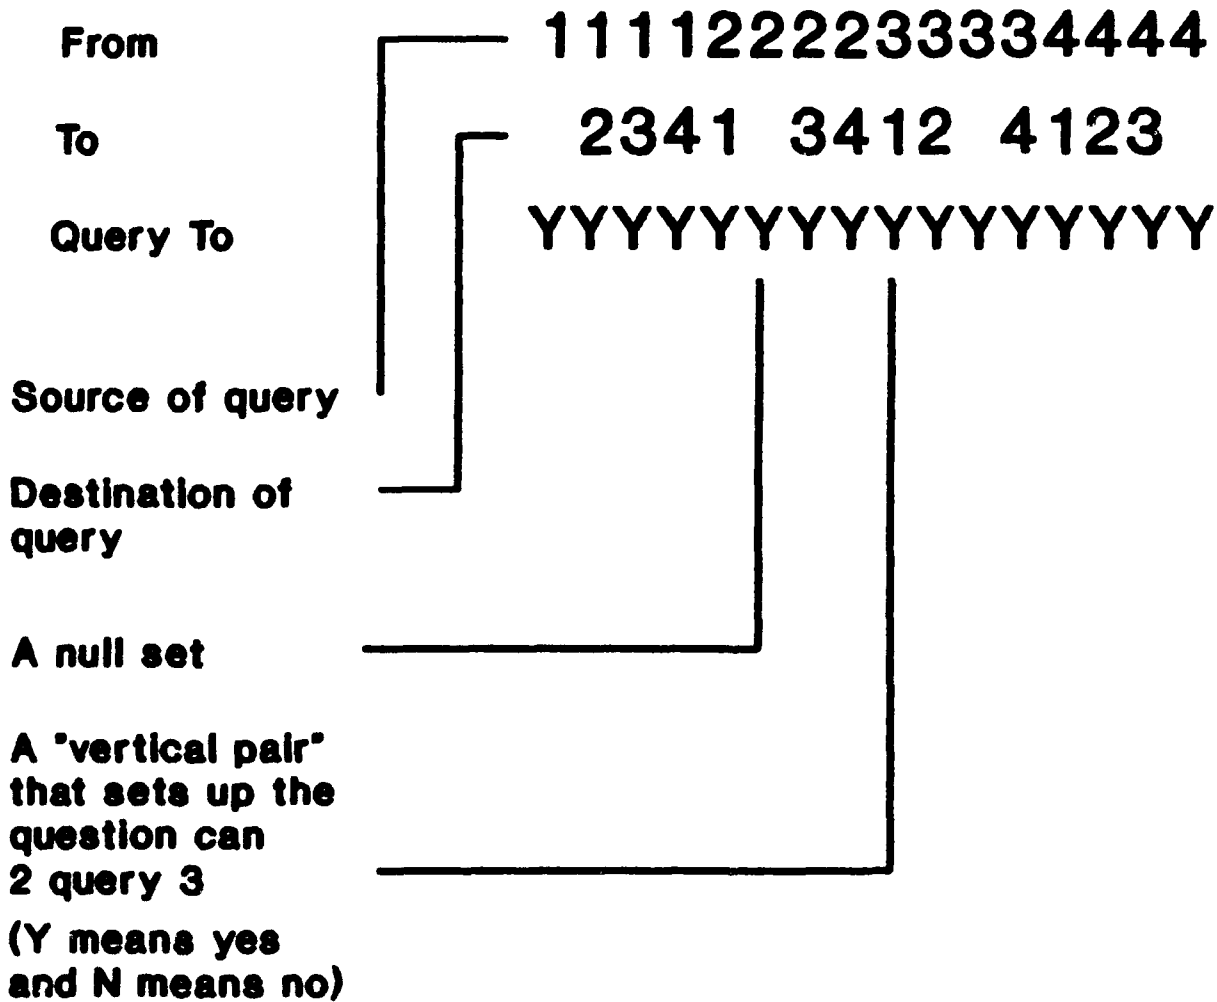 From 1111222233334444
To 2341 3412 4123
Query To YYYYYYYYYYYYYYYY
Source of query
Destination of
query
A null set
A "vertical pair"
that sets up the
question can
2 query 3
(Y means yes
and N means no)